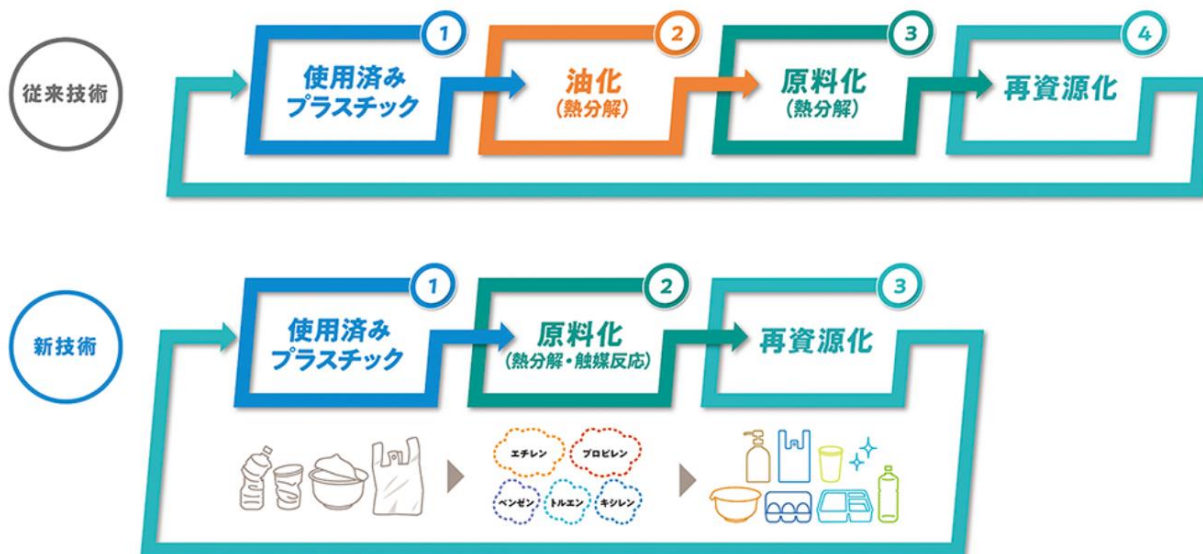 従来技術
1
使用済み
プラスチック
2
油化
(熱分解)
3
原料化
(熱分解)
4
再資源化
新技術
1
使用済み
プラスチック
2
原料化
(熱分解・触媒反応)
3
再資源化
エチレン
プロピレン
ベンゼン
トルエン
キシレン